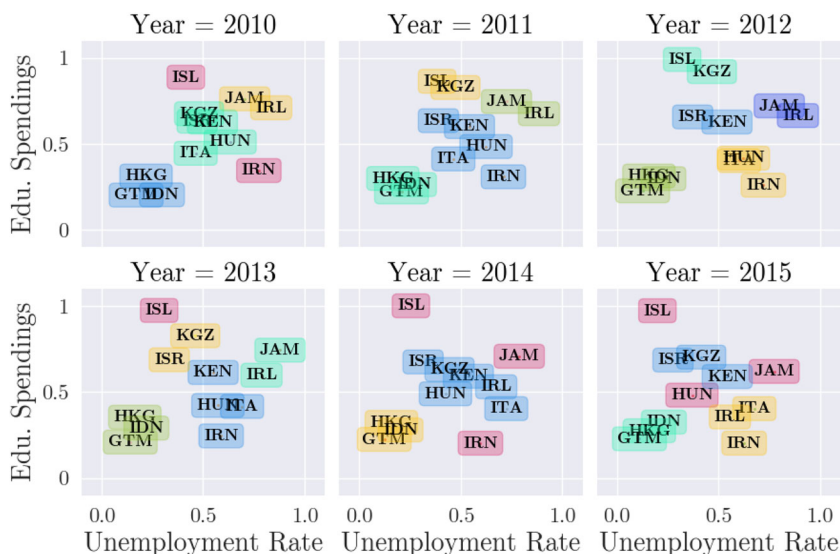 Year = 2010
Year = 2011
Year = 2012
Edu. Spendings
1
0.5
0
ISL
JAM
IRL
KGZ
KEN
HUN
ITA
IRN
HKG
GTM
IDN
ISL
KGZ
JAM
IRL
ISR
KEN
HUN
ITA
IRN
HKG
IDN
GTM
ISL
KGZ
JAM
IRL
ISR
KEN
HUN
ITA
HKG
IDN
IRN
GTM
Year = 2013
Year = 2014
Year = 2015
Edu. Spendings
1
0.5
0
ISL
KGZ
JAM
ISR
KEN
IRL
HUN
ITA
HKG
IDN
GTM
IRN
ISL
JAM
ISR
KGZ
KEN
IRL
HUN
ITA
HKG
IDN
GTM
IRN
ISL
ISR
KGZ
JAM
KEN
HUN
ITA
IRL
IDN
HKG
GTM
IRN
0.0 0.5 1.0
0.0 0.5 1.0
0.0 0.5 1.0
Unemployment Rate
Unemployment Rate
Unemployment Rate